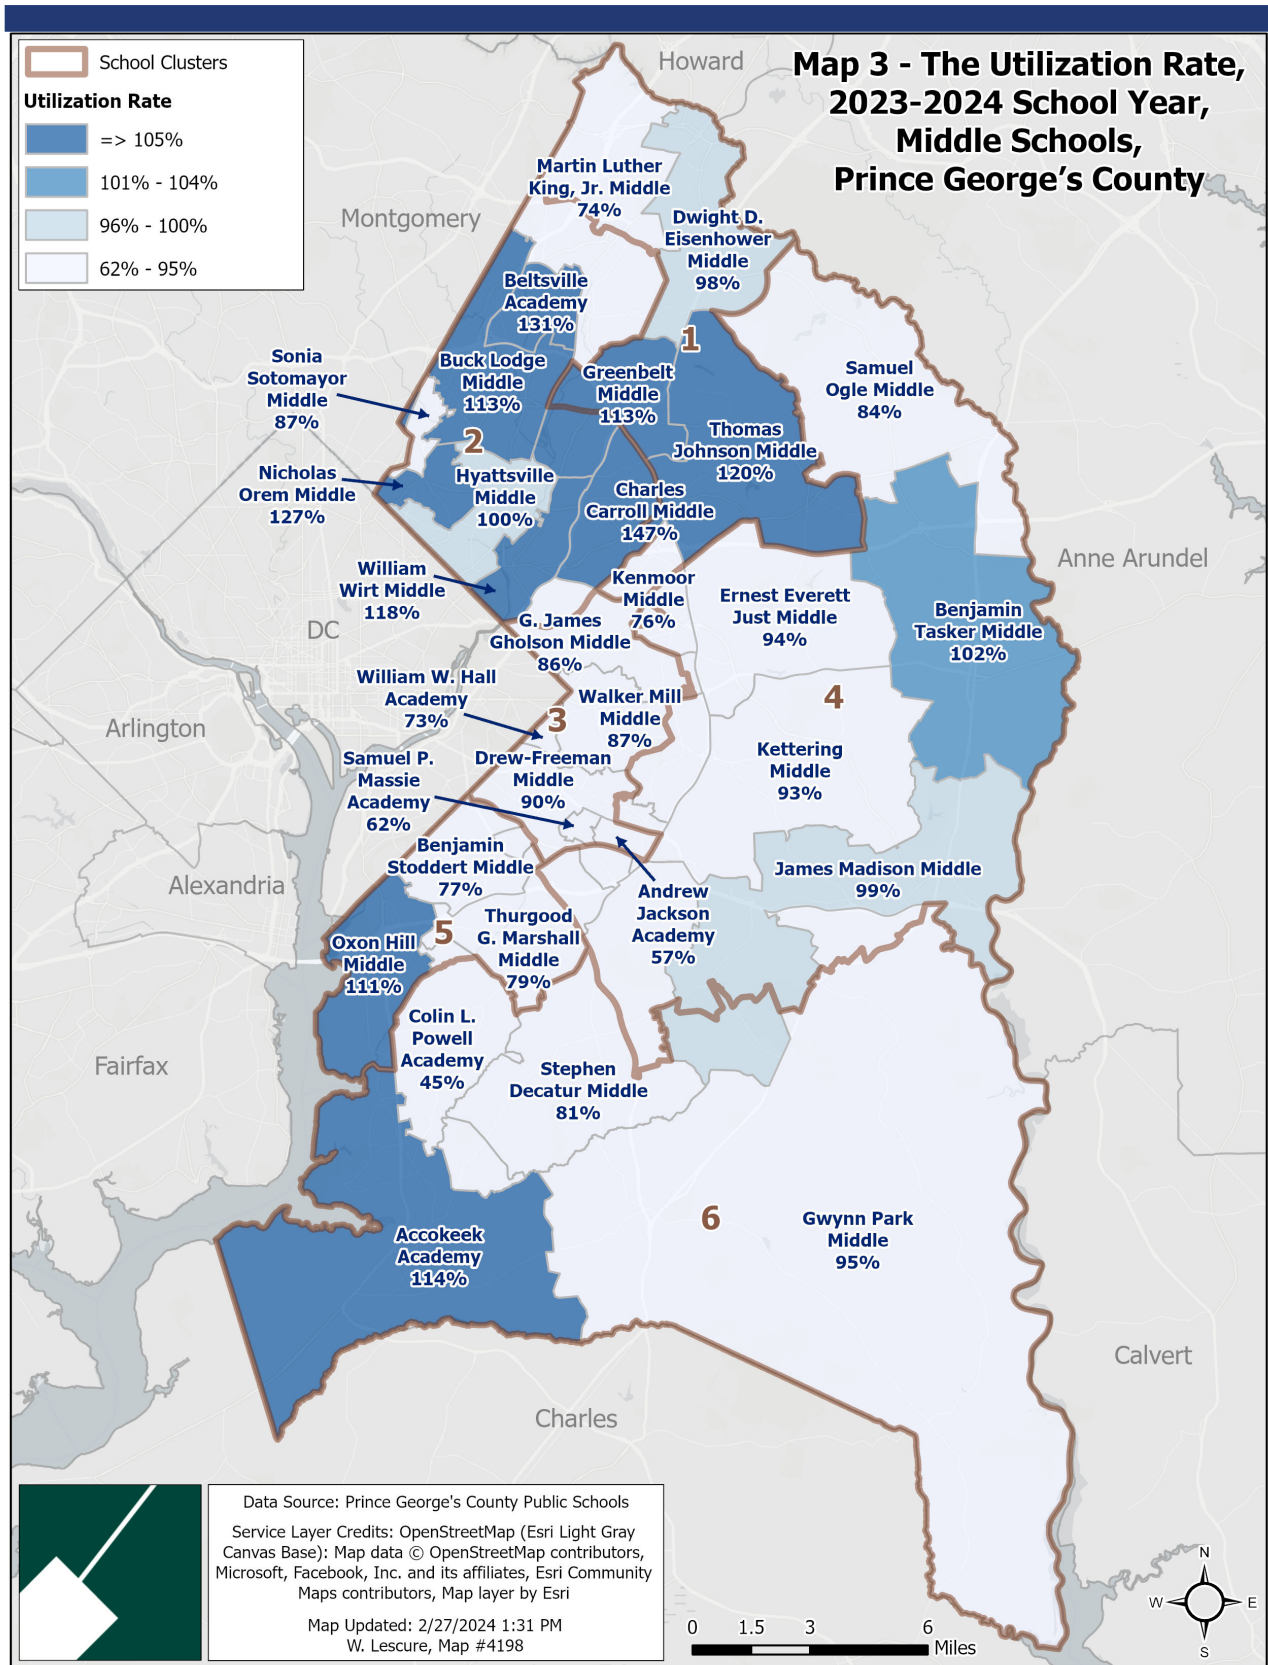 Map 3 - The Utilization Rate,
2023-2024 School Year,
Middle Schools,
Prince George's County
School Clusters
Utilization Rate
=> 105%
101% - 104%
96% - 100%
62% - 95%
Howard
Montgomery
Martin Luther
King, Jr. Middle
74%
Dwight D.
Eisenhower
Middle
98%
Beltsville
Academy
131%
1
Buck Lodge
Middle
113%
Greenbelt
Middle
113%
Sonia
Sotomayor
Middle
87%
Samuel
Ogle Middle
84%
2
Thomas
Johnson Middle
120%
Nicholas
Orem Middle
127%
Hyattsville
Middle
100%
Charles
Carroll Middle
147%
Anne Arundel
William
Wirt Middle
118%
Kenmoor
Middle
76%
Ernest Everett
Just Middle
94%
Benjamin
Tasker Middle
102%
DC
G. James
Gholson Middle
86%
William W. Hall
Academy
73%
Walker Mill
Middle
87%
4
3
Arlington
Samuel P.
Massie
Academy
62%
Drew-Freeman
Middle
90%
Kettering
Middle
93%
Benjamin
Stoddert Middle
77%
James Madison Middle
99%
Alexandria
Andrew
Jackson
Academy
57%
Thurgood
G. Marshall
Middle
79%
5
Oxon Hill
Middle
111%
Colin L.
Powell
Academy
45%
Fairfax
Stephen
Decatur Middle
81%
6
Gwynn Park
Middle
95%
Accokeek
Academy
114%
Calvert
Charles
Data Source: Prince George's County Public Schools
Service Layer Credits: OpenStreetMap (Esri Light Gray
Canvas Base): Map data © OpenStreetMap contributors,
Microsoft, Facebook, Inc. and its affiliates, Esri Community
Maps contributors, Map layer by Esri
Map Updated: 2/27/2024 1:31 PM
W. Lescure, Map #4198
0 1.5 3 6
Miles
N
W E
S